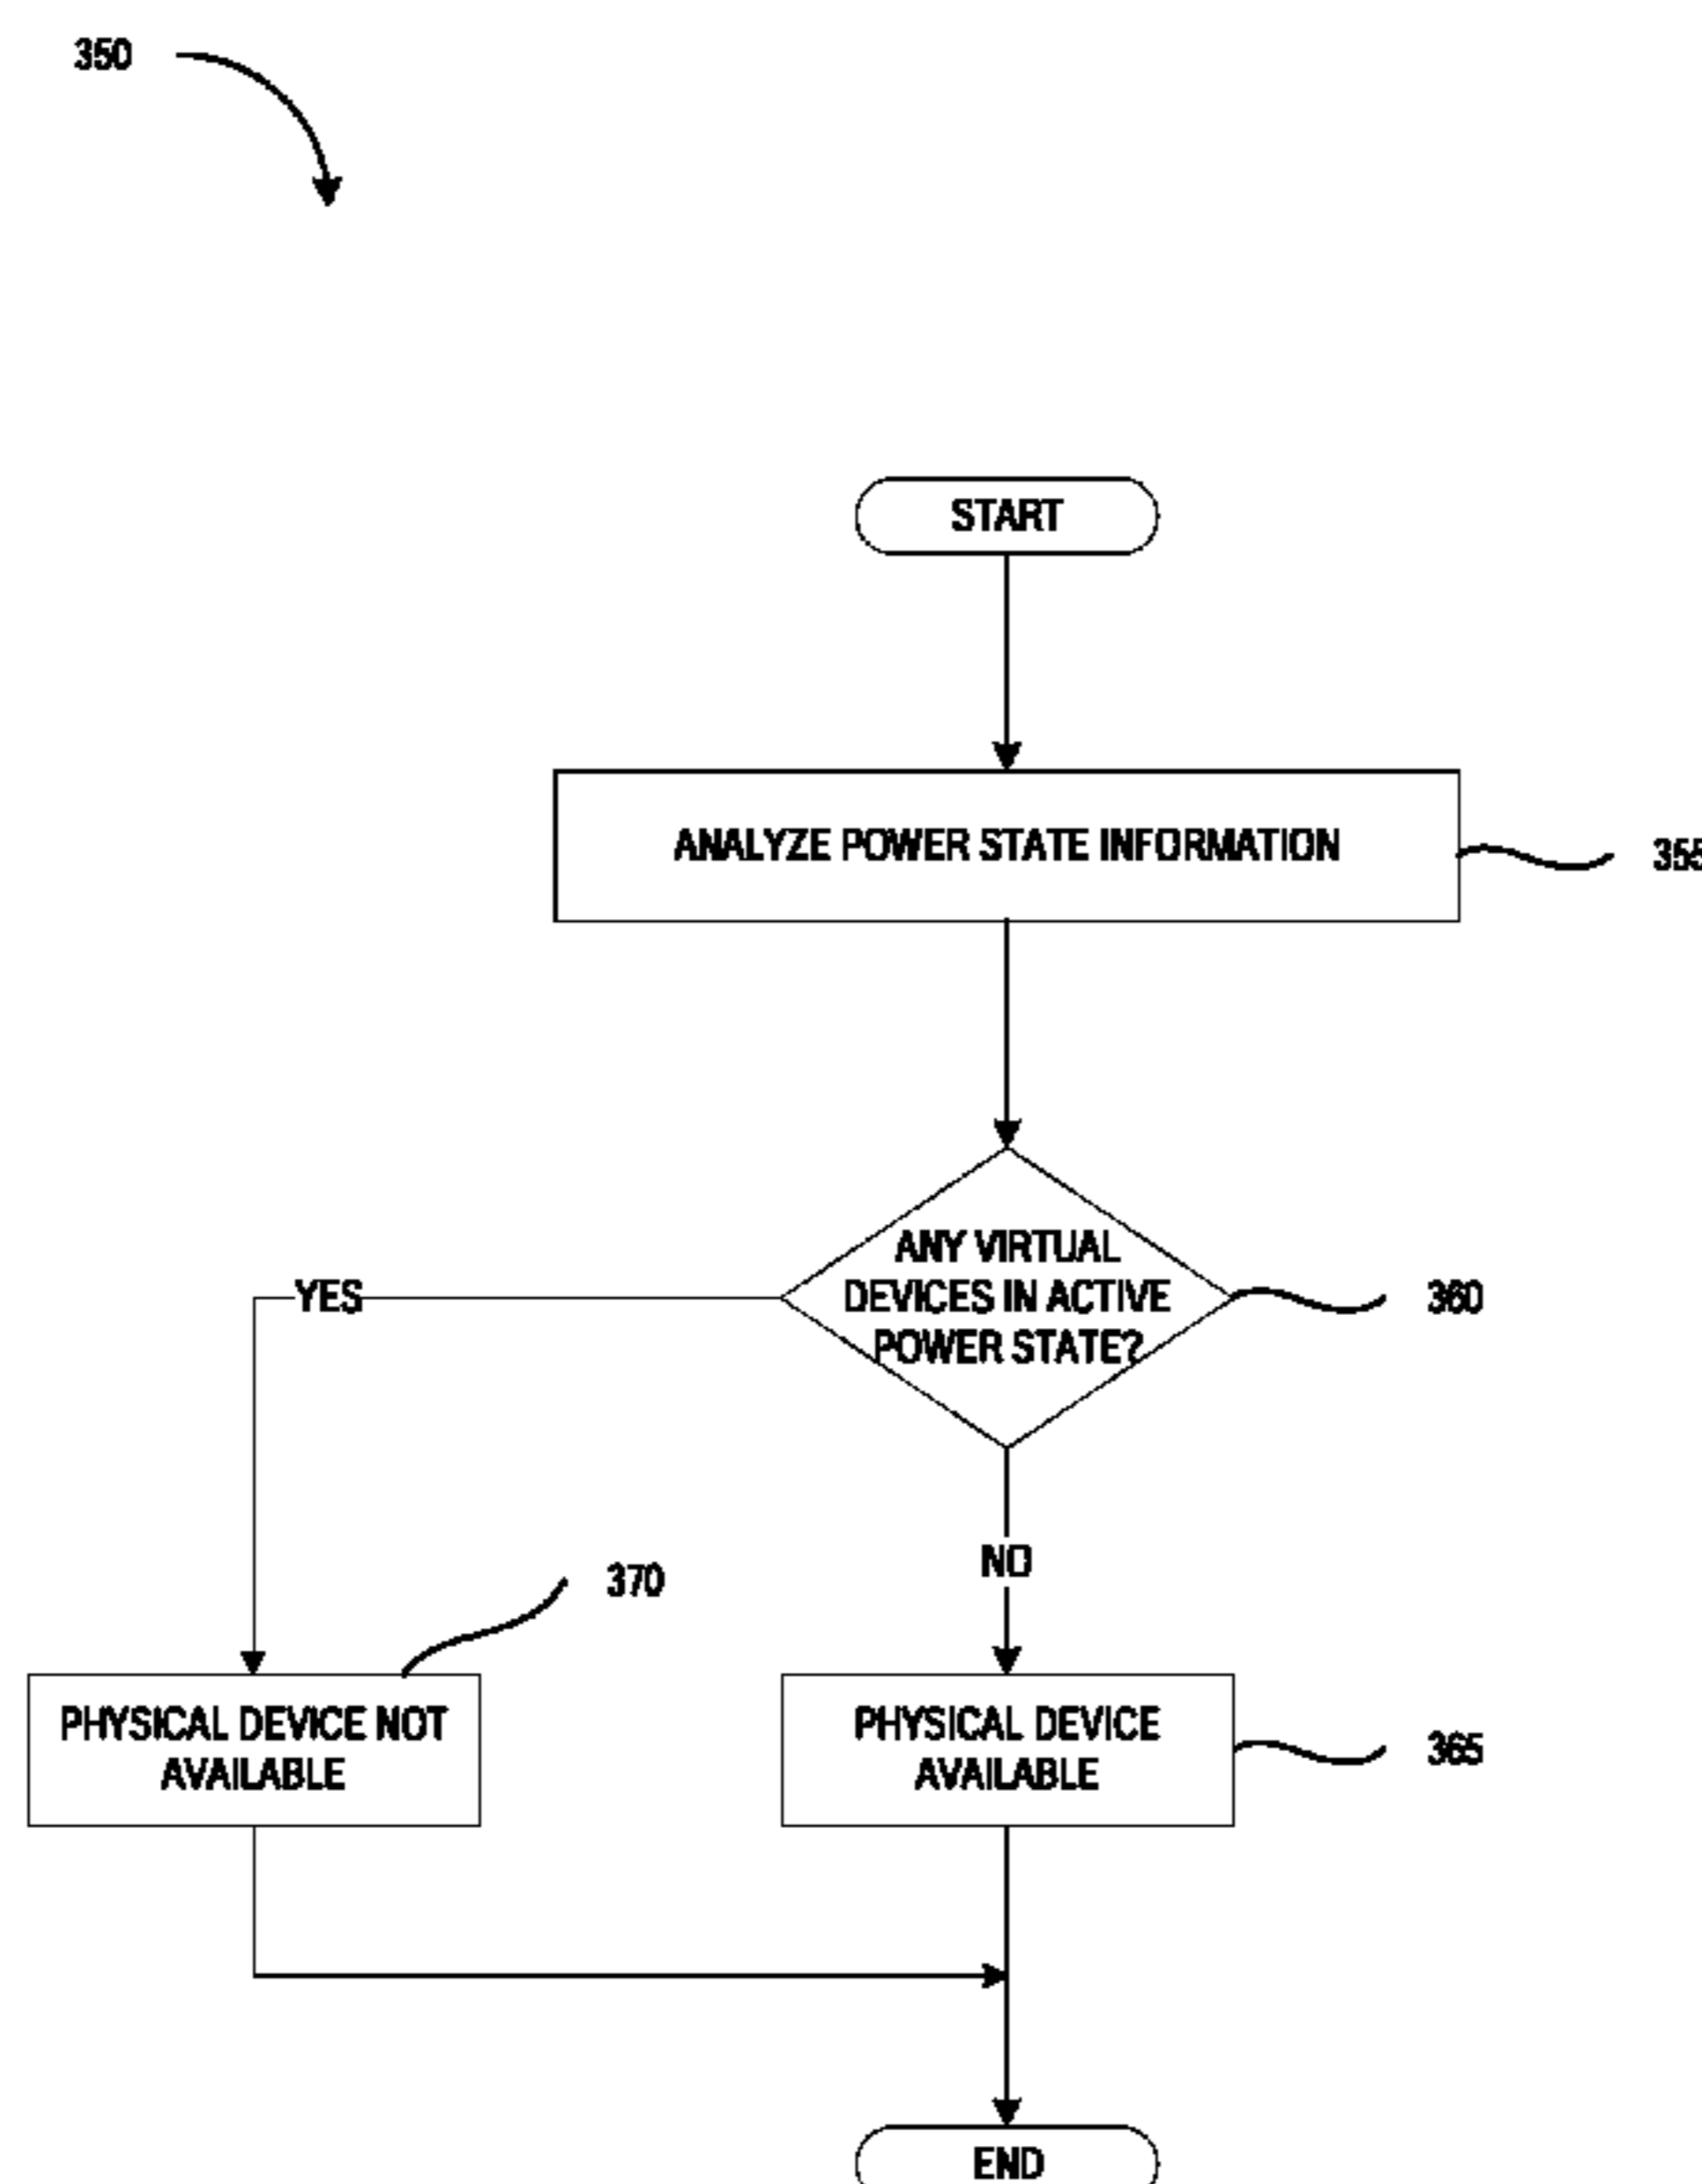 350
START
ANALYZE POWER STATE INFORMATION
355
ANY VIRTUAL
DEVICES IN ACTIVE
POWER STATE?
360
YES
NO
370
PHYSICAL DEVICE NOT
AVAILABLE
PHYSICAL DEVICE
AVAILABLE
365
END